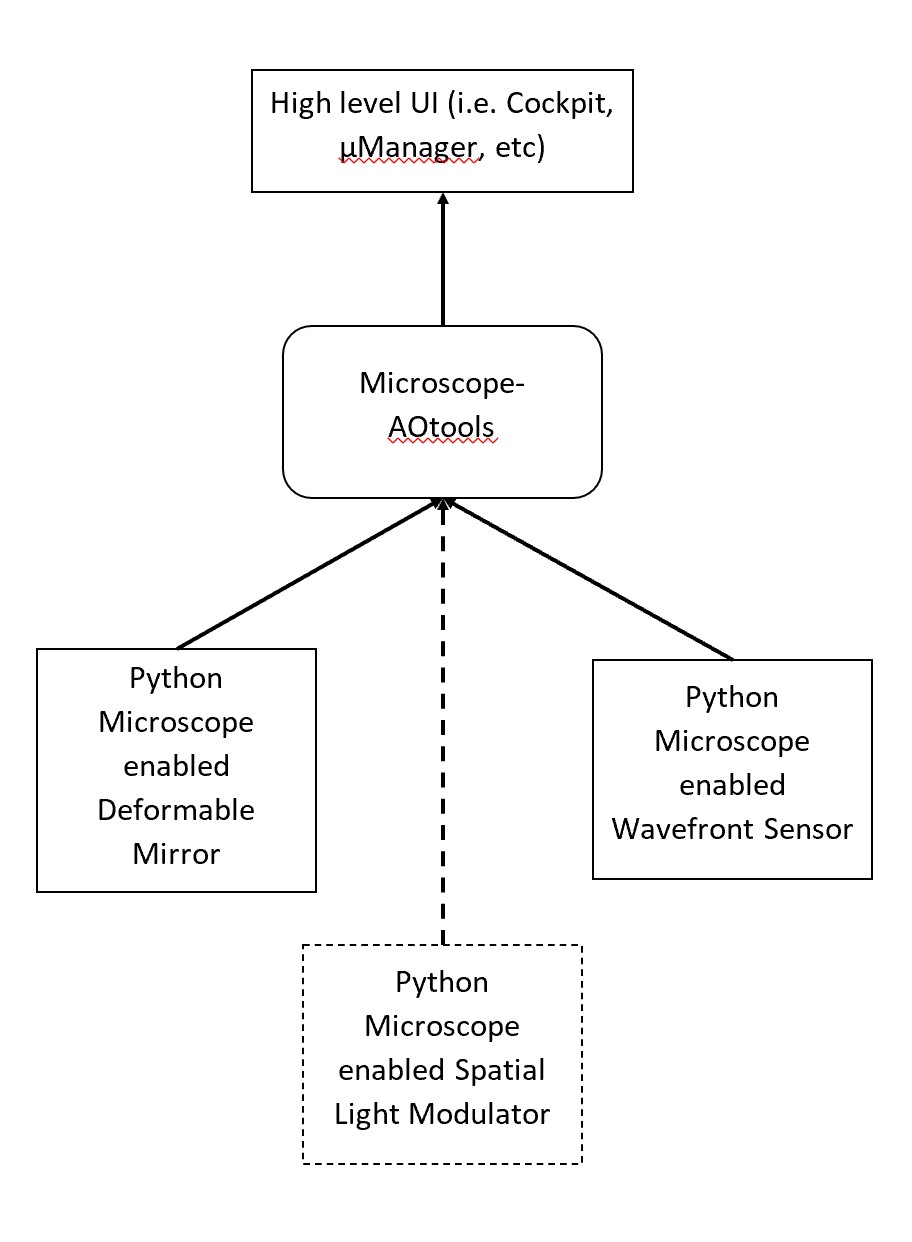 High level UI (i.e. Cockpit,
µManager, etc)
Microscope-
AOtools
Python
Microscope
enabled
Deformable
Mirror
Python
Microscope
enabled
Wavefront Sensor
Python
Microscope
enabled Spatial
Light Modulator